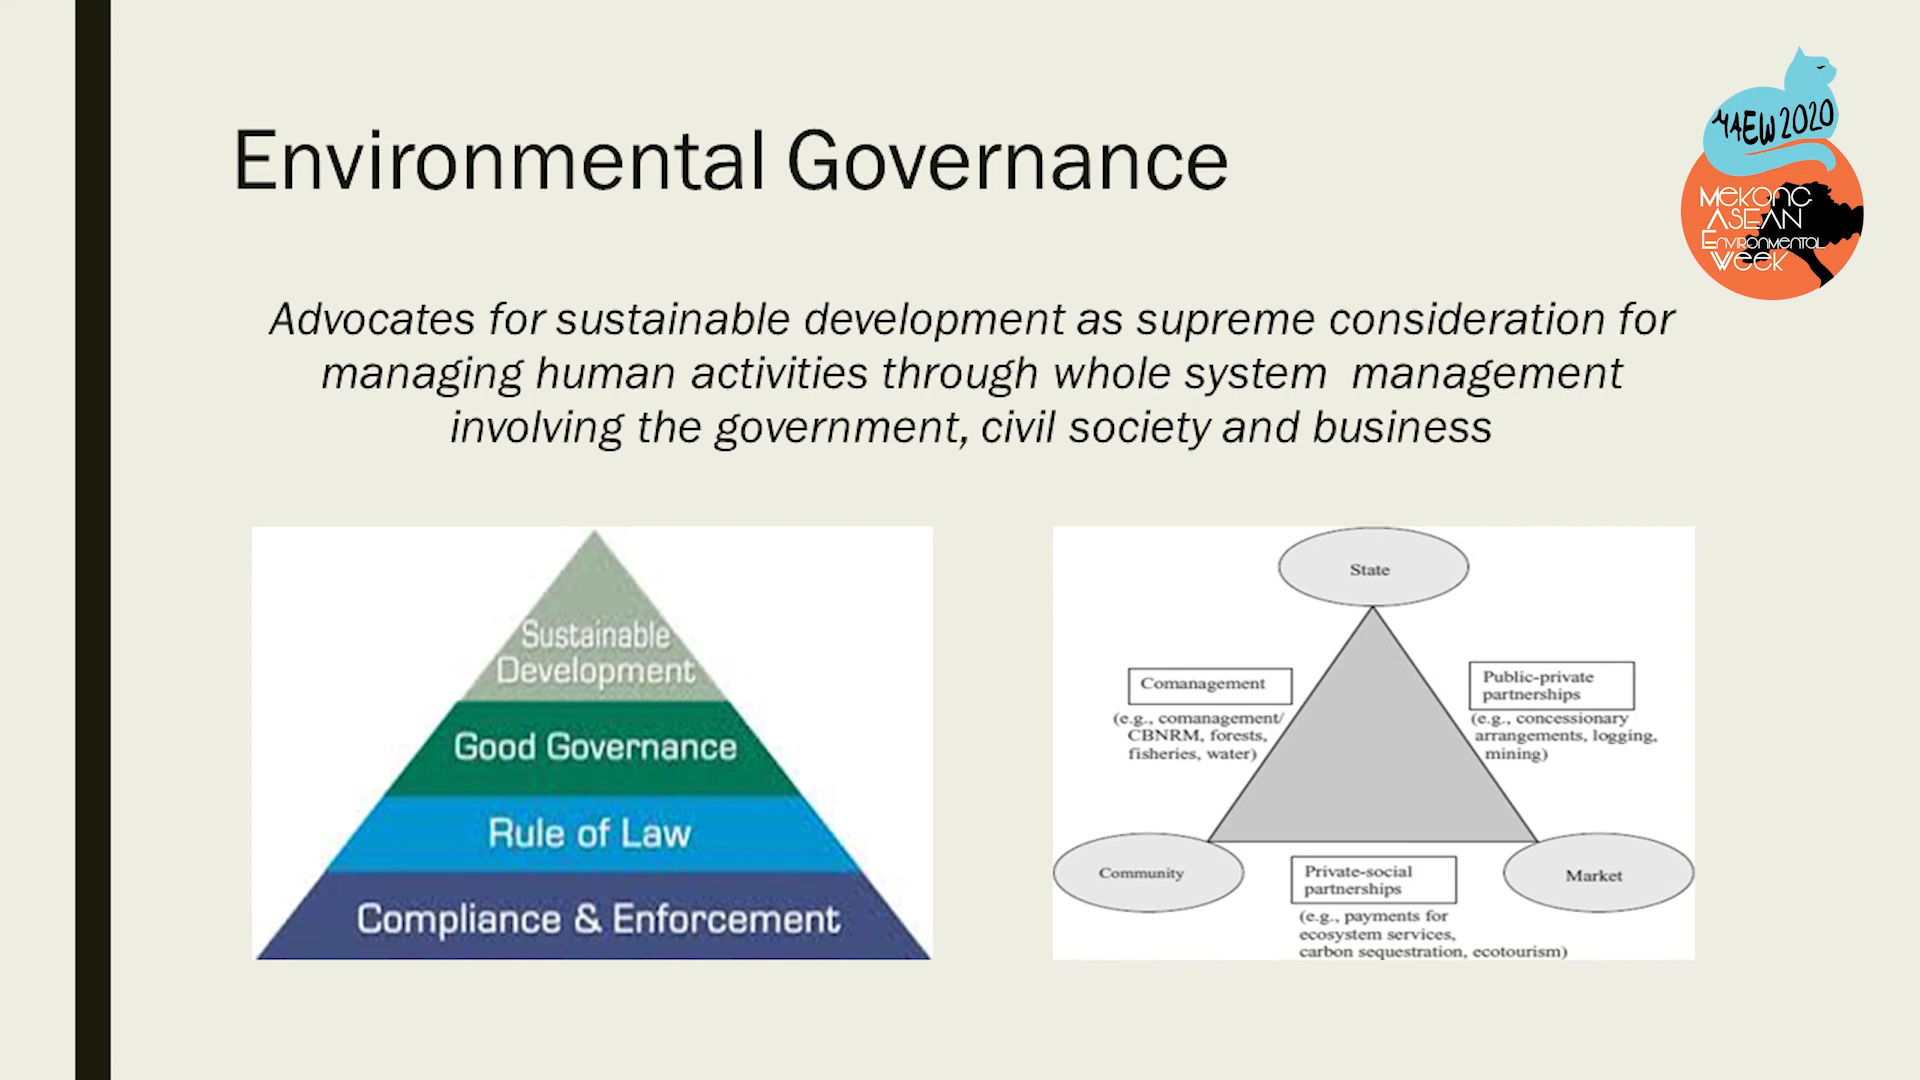 Environmental Governance
MAEW 2020
MEKONG
ASEAN
ENVIRONMENTAL
WEEK
Advocates for sustainable development as supreme consideration for
managing human activities through whole system management
involving the government, civil society and business
Sustainable
Development
Good Governance
Rule of Law
Compliance & Enforcement
State
Comanagement
(e.g., comanagement/
CBNRM, forests,
fisheries, water)
Public-private
partnerships
(e.g., concessionary
arrangements, logging,
mining)
Community
Private-social
partnerships
(e.g., payments for
ecosystem services,
carbon sequestration, ecotourism)
Market